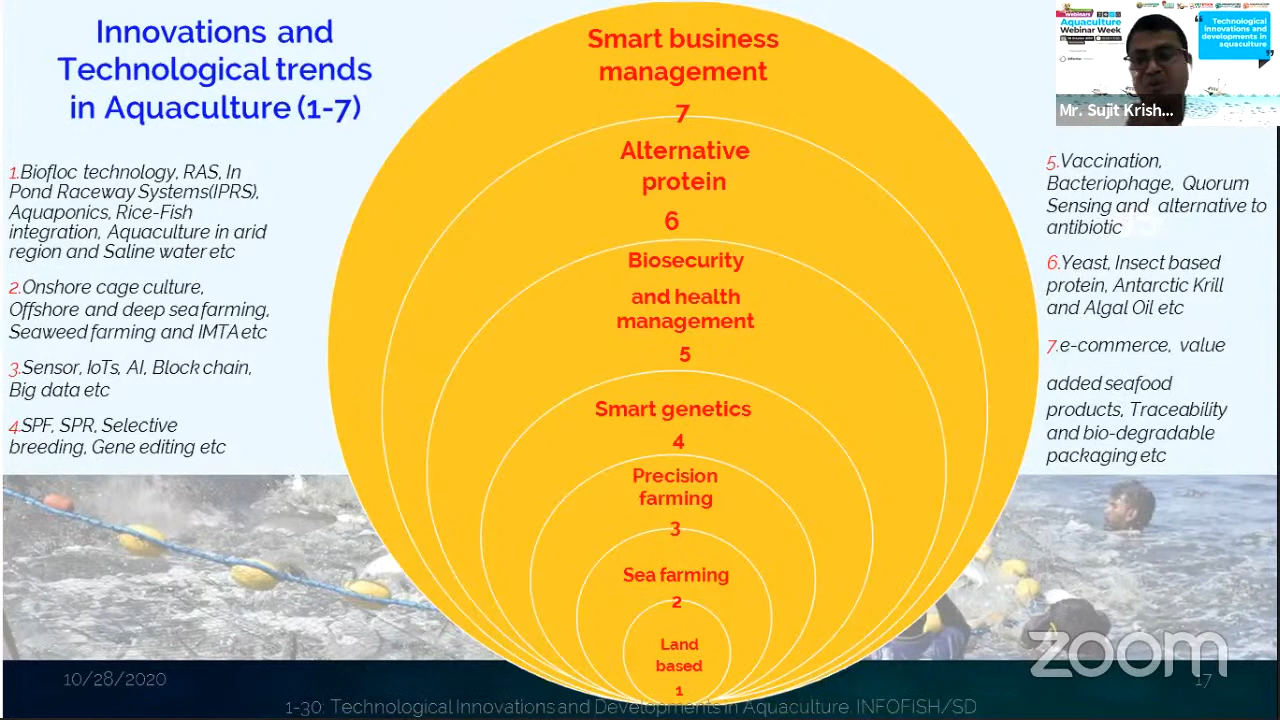 Innovations and
Technological trends
in Aquaculture (1-7)
1.Biofloc technology, RAS, In
Pond Raceway Systems(IPRS),
Aquaponics, Rice-Fish
integration, Aquaculture in arid
region and Saline water etc
2.Onshore cage culture,
Offshore and deep sea farming,
Seaweed farming and IMTA etc
3.Sensor, IoTs, AI, Block chain,
Big data etc
4.SPF, SPR, Selective
breeding, Gene editing etc
Smart business
management
7
Alternative
protein
6
Biosecurity
and health
management
5
Smart genetics
4
Precision
farming
3
Sea farming
2
Land
based
1
Webinars
Aquaculture
Webinar Week
Technological
innovations and
developments in
aquaculture
Mr. Sujit Krish...
5.Vaccination,
Bacteriophage, Quorum
Sensing and alternative to
antibiotic
6.Yeast, Insect based
protein, Antarctic Krill
and Algal Oil etc
7.e-commerce, value
added seafood
products, Traceability
and bio-degradable
packaging etc
zoom
10/28/2020
17
1-30: Technological Innovations and Developments in Aquaculture. INFOFISH/SD